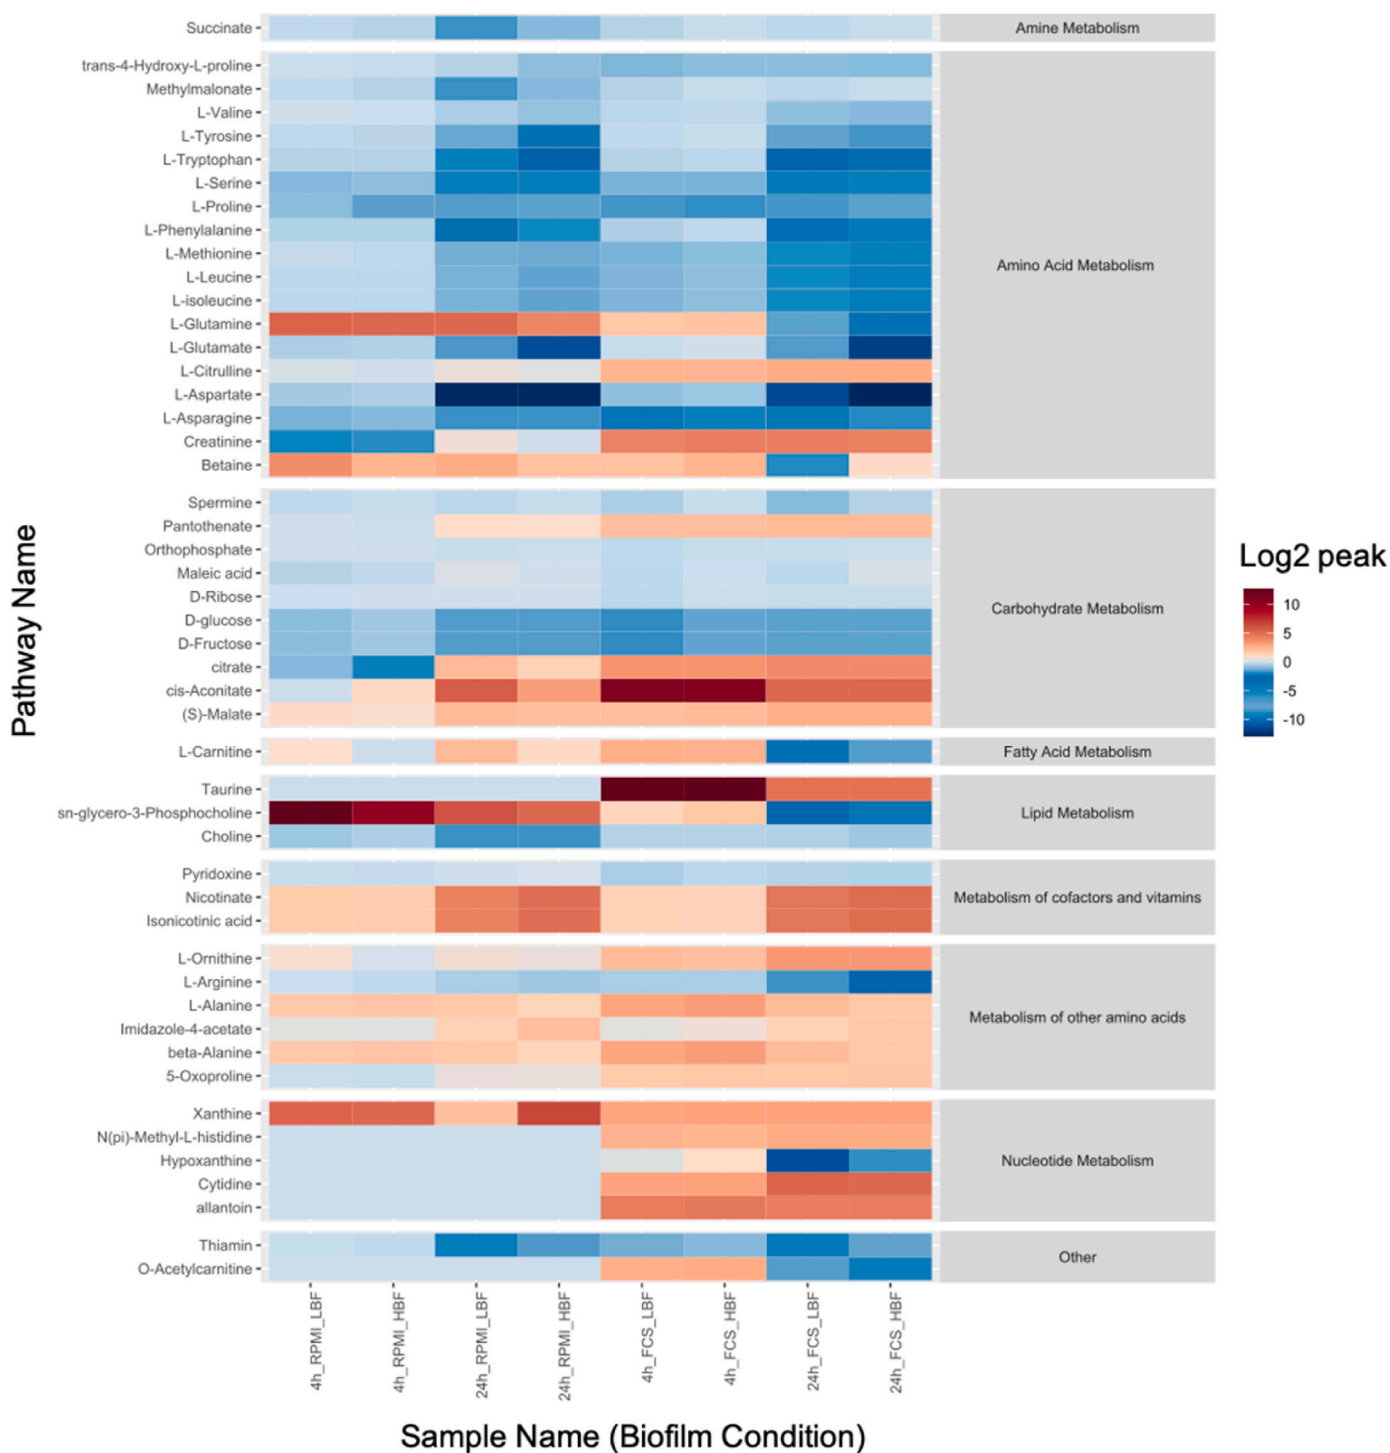 Succinate
Amine Metabolism
trans-4-Hydroxy-L-proline
Methylmalonate
L-Valine
L-Tyrosine
L-Tryptophan
L-Serine
L-Proline
L-Phenylalanine
L-Methionine
L-Leucine
L-isoleucine
L-Glutamine
L-Glutamate
L-Citrulline
L-Aspartate
L-Asparagine
Creatinine
Betaine
Amino Acid Metabolism
Spermine
Pantothenate
Orthophosphate
Maleic acid
D-Ribose
D-glucose
D-Fructose
citrate
cis-Aconitate
(S)-Malate
Carbohydrate Metabolism
L-Carnitine
Fatty Acid Metabolism
Taurine
sn-glycero-3-Phosphocholine
Choline
Lipid Metabolism
Pyridoxine
Nicotinate
Isonicotinic acid
Metabolism of cofactors and vitamins
L-Ornithine
L-Arginine
L-Alanine
Imidazole-4-acetate
beta-Alanine
5-Oxoproline
Metabolism of other amino acids
Xanthine
N(pi)-Methyl-L-histidine
Hypoxanthine
Cytidine
allantoin
Nucleotide Metabolism
Thiamin
O-Acetylcarnitine
Other
Pathway Name
4h_RPMI_LBF
4h_RPMI_HBF
24h_RPMI_LBF
24h_RPMI_HBF
4h_FCS_LBF
4h_FCS_HBF
24h_FCS_LBF
24h_FCS_HBF
Sample Name (Biofilm Condition)
Log2 peak
10
5
0
-5
-10